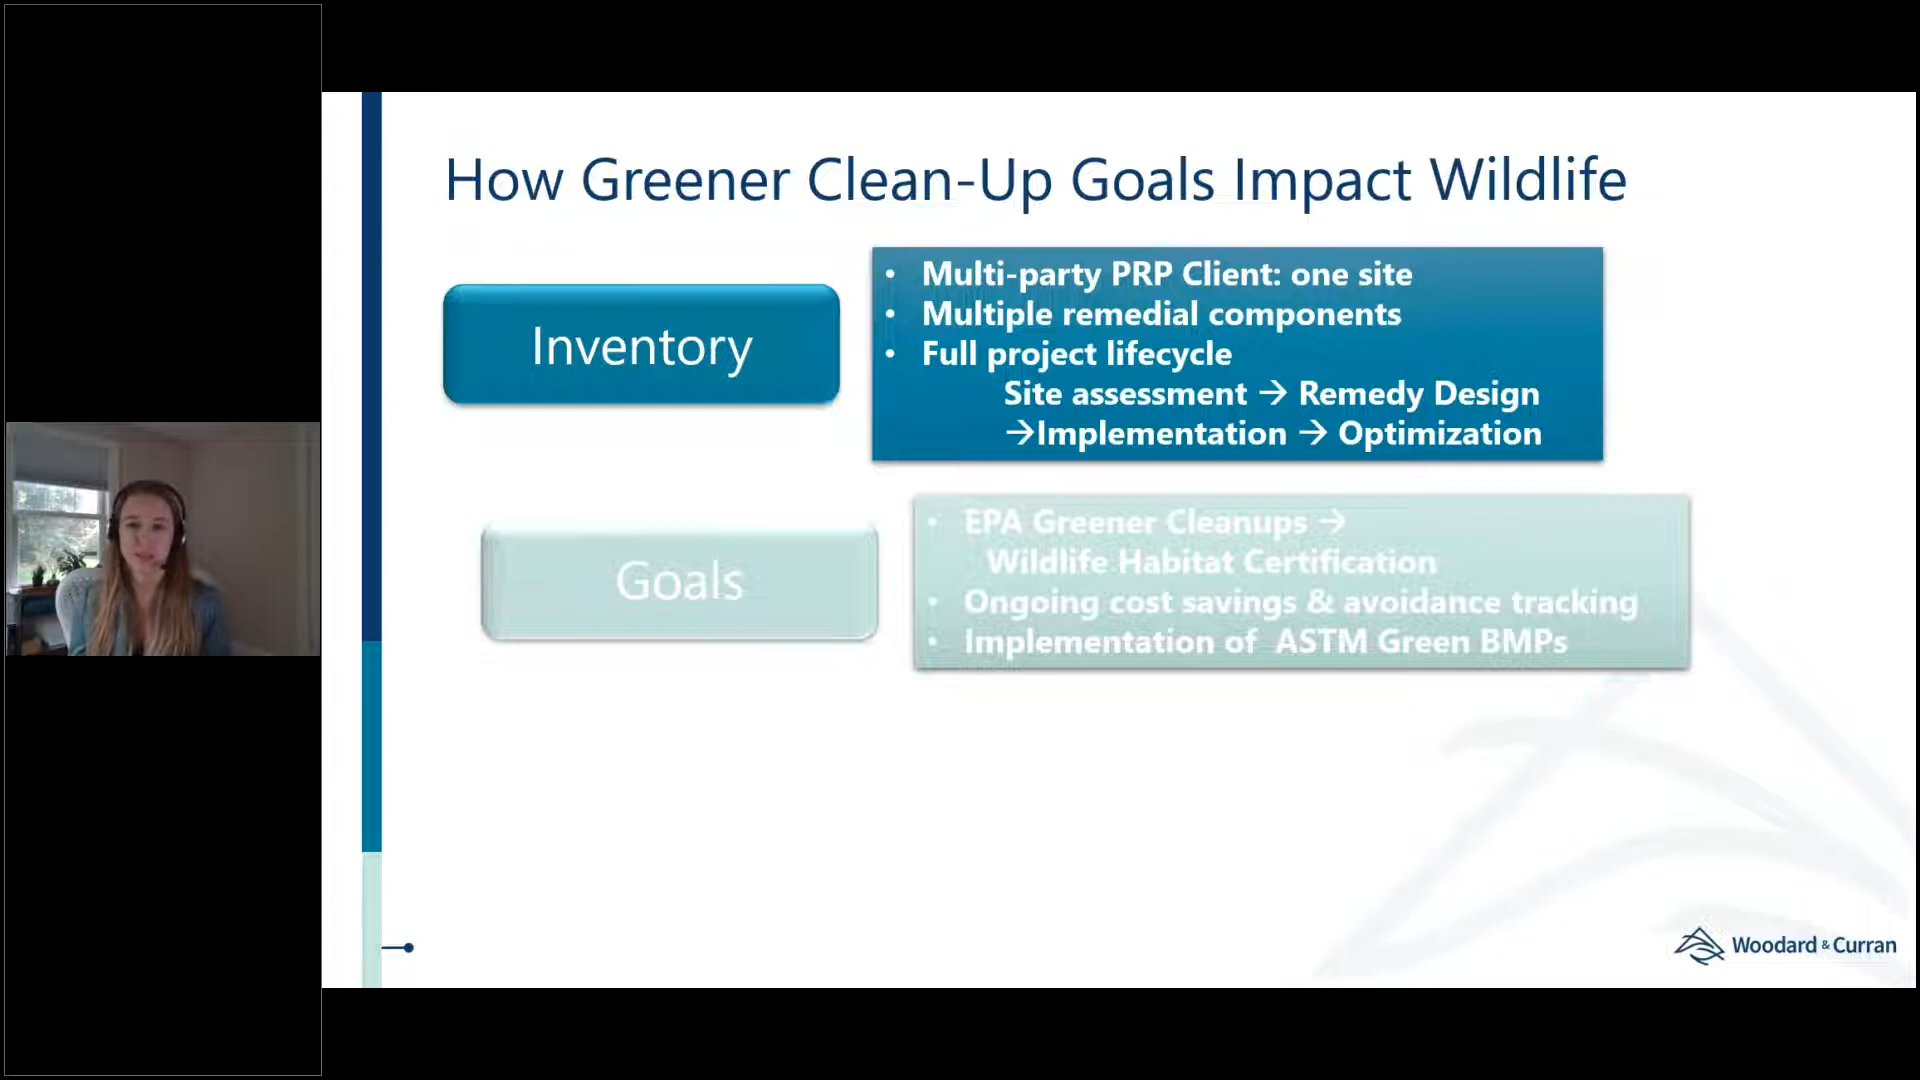 How Greener Clean-Up Goals Impact Wildlife
Inventory
• Multi-party PRP Client: one site
• Multiple remedial components
• Full project lifecycle
Site assessment → Remedy Design
→Implementation → Optimization
Goals
• EPA Greener Cleanups →
Wildlife Habitat Certification
• Ongoing cost savings & avoidance tracking
• Implementation of ASTM Green BMPs
Woodard & Curran